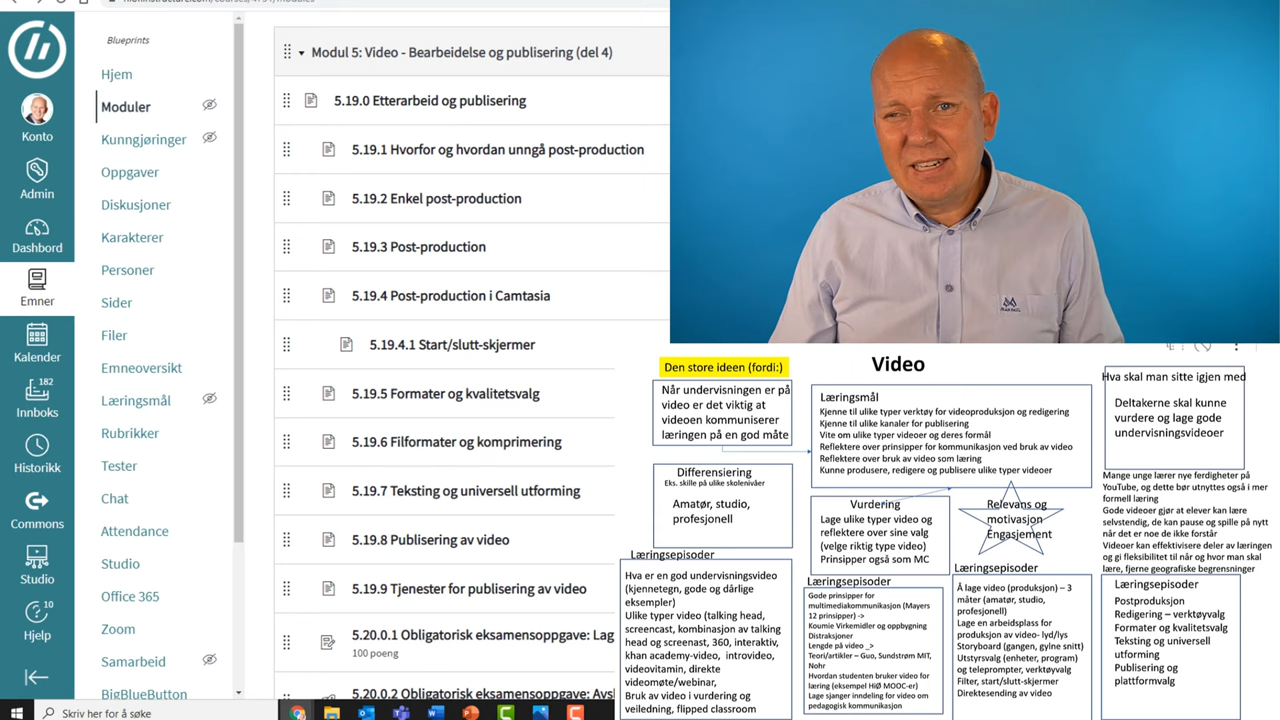 Blueprints
Hjem
Moduler
Kunngjøringer
Oppgaver
Diskusjoner
Karakterer
Personer
Sider
Filer
Emneoversikt
Læringsmål
Rubrikker
Tester
Chat
Attendance
Studio
Office 365
Zoom
Samarbeid
BigBlueButton
Konto
Admin
Dashbord
Emner
Kalender
182
Innboks
Historikk
Commons
Studio
10
Hjelp
Modul 5: Video - Bearbeidelse og publisering (del 4)
5.19.0 Etterarbeid og publisering
5.19.1 Hvorfor og hvordan unngå post-production
5.19.2 Enkel post-production
5.19.3 Post-production
5.19.4 Post-production i Camtasia
5.19.4.1 Start/slutt-skjermer
5.19.5 Formater og kvalitetsvalg
5.19.6 Filformater og komprimering
5.19.7 Teksting og universell utforming
5.19.8 Publisering av video
5.19.9 Tjenester for publisering av video
5.20.0.1 Obligatorisk eksamensoppgave: Lag
100 poeng
5.20.0.2 Obligatorisk eksamensoppgave:
Skriv her for å søke
Video
Den store ideen (fordi:)
Når undervisningen er på
video er det viktig at
videoen kommuniserer
læringen på en god måte
Læringsmål
Kjenne til ulike typer verktøy for videoproduksjon og redigering
Kjenne til ulike kanaler for publisering
Vite om ulike typer videoer og deres formål
Reflektere over prinsipper for kommunikasjon ved bruk av video
Reflektere over bruk av video som læring
Kunne produsere, redigere og publisere ulike typer videoer
Hva skal man sitte igjen med
Deltakerne skal kunne
vurdere og lage gode
undervisningsvideoer
Differensiering
Eks. skille på ulike skolenivåer
Amatør, studio,
profesjonell
Vurdering
Lage ulike typer video og
reflektere over sine valg
(velge riktig type video)
Prinsipper også som MC
Relevans og
motivasjon
Engasjement
Mange unge lærer nye ferdigheter på
YouTube, og dette bør utnyttes også i mer
formell læring
Gode videoer gjør at elever kan lære
selvstendig, de kan pause og spille på nytt
når det er noe de ikke forstår
Videoer kan effektivisere deler av læringen
og gi fleksibilitet til når og hvor man skal
lære, fjerne geografiske begrensninger
Læringsepisoder
Hva er en god undervisningsvideo
(kjennetegn, gode og dårlige
eksempler)
Ulike typer video (talking head,
screencast, kombinasjon av talking
head og screenast, 360, interaktiv,
khan academy-video, introvideo,
videovitamin, direkte
videomøte/webinar,
Bruk av video i vurdering og
veiledning, flipped classroom
Læringsepisoder
Gode prinsipper for
multimediakommunikasjon (Mayers
12 prinsipper) ->
Koumie Virkemidler og oppbygning
Distraksjoner
Lengde på video _>
Teori/artikler – Guo, Sundstrøm MIT,
Nohr
Hvordan studenten bruker video for
læring (eksempel HiØ MOOC-er)
Lage sjanger inndeling for video om
pedagogisk kommunikasjon
Læringsepisoder
Å lage video (produksjon) – 3
måter (amatør, studio,
profesjonell)
Lage en arbeidsplass for
produksjon av video- lyd/lys
Storyboard (gangen, gylne snitt)
Utstyrsvalg (enheter, program)
og teleprompter, verktøyvalg
Filter, start/slutt-skjermer
Direktesending av video
Læringsepisoder
Postproduksjon
Redigering – verktøyvalg
Formater og kvalitetsvalg
Teksting og universell
utforming
Publisering og
plattformvalg